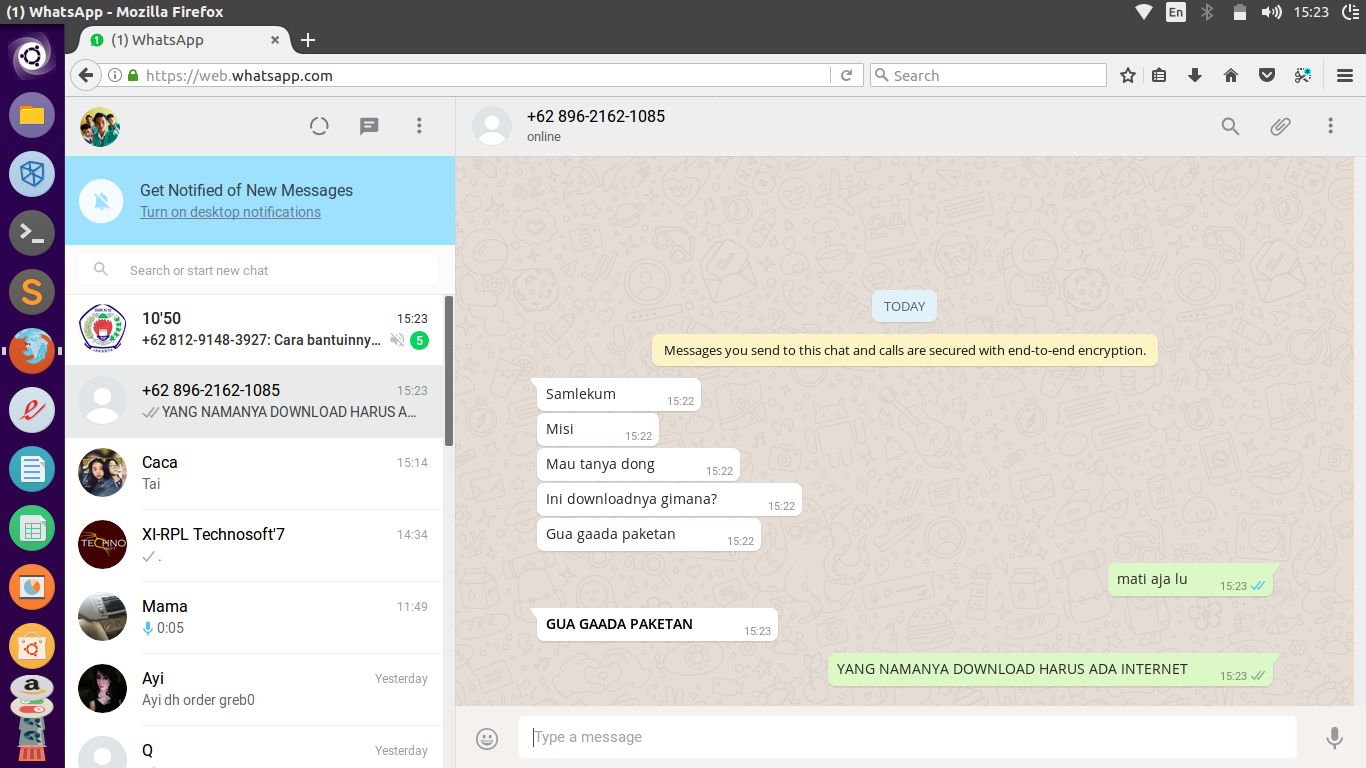 (1) WhatsApp - Mozilla Firefox
En
15:23
1
(1) WhatsApp
https://web.whatsapp.com
Search
Get Notified of New Messages
Turn on desktop notifications
Search or start new chat
10'50
15:23
+62 812-9148-3927: Cara bantuinny...
5
+62 896-2162-1085
15:23
YANG NAMANYA DOWNLOAD HARUS A...
Caca
15:14
Tai
TECHNO
XI-RPL Technosoft'7
14:34
.
Mama
11:49
0:05
Ayi
Yesterday
Ayi dh order greb0
Q
Yesterday
+62 896-2162-1085
online
TODAY
Messages you send to this chat and calls are secured with end-to-end encryption.
Samlekum
15:22
Misi
15:22
Mau tanya dong
15:22
Ini downloadnya gimana?
15:22
Gua gaada paketan
15:22
mati aja lu
15:23
GUA GAADA PAKETAN
15:23
YANG NAMANYA DOWNLOAD HARUS ADA INTERNET
15:23
Type a message